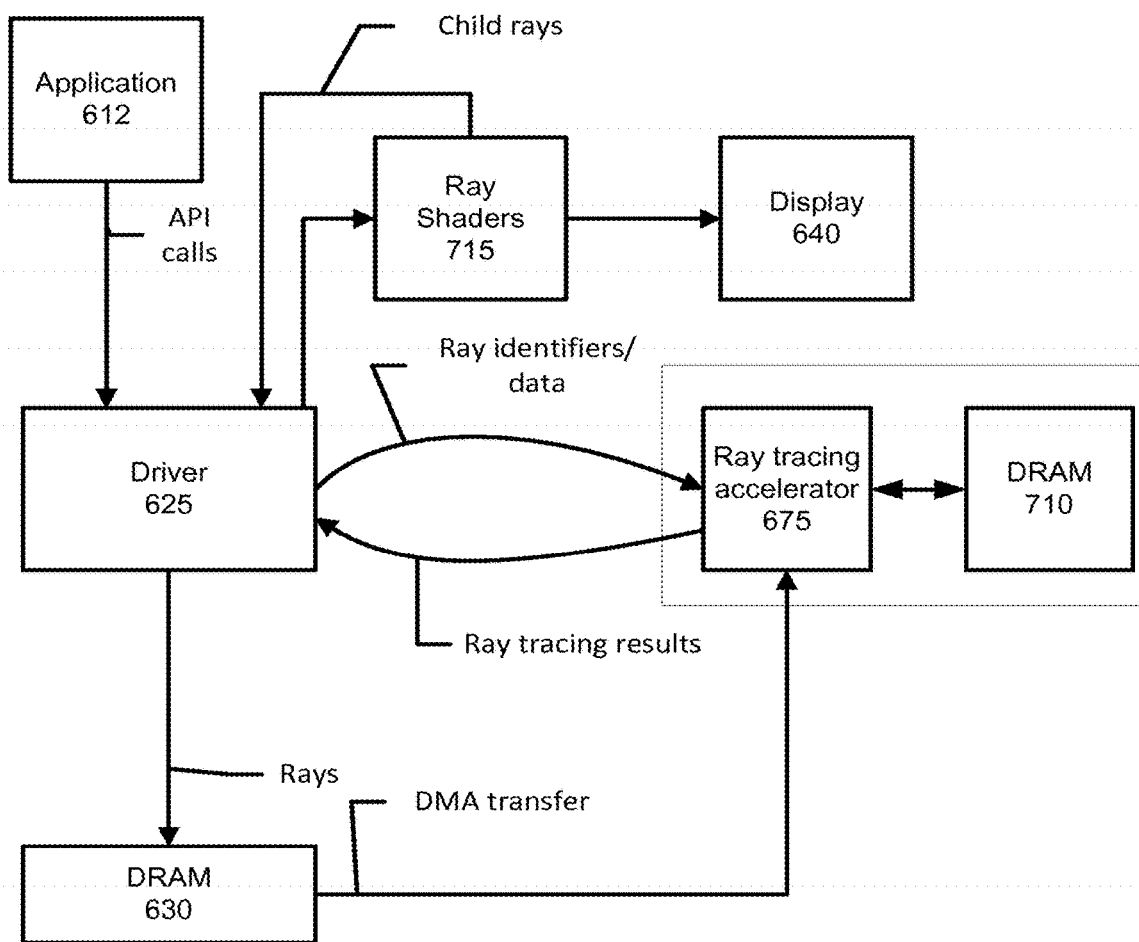 Child rays
Application
612
API
calls
Ray
Shaders
715
Display
640
Ray identifiers/
data
Driver
625
Ray tracing
accelerator
675
DRAM
710
Ray tracing results
Rays
DMA transfer
DRAM
630